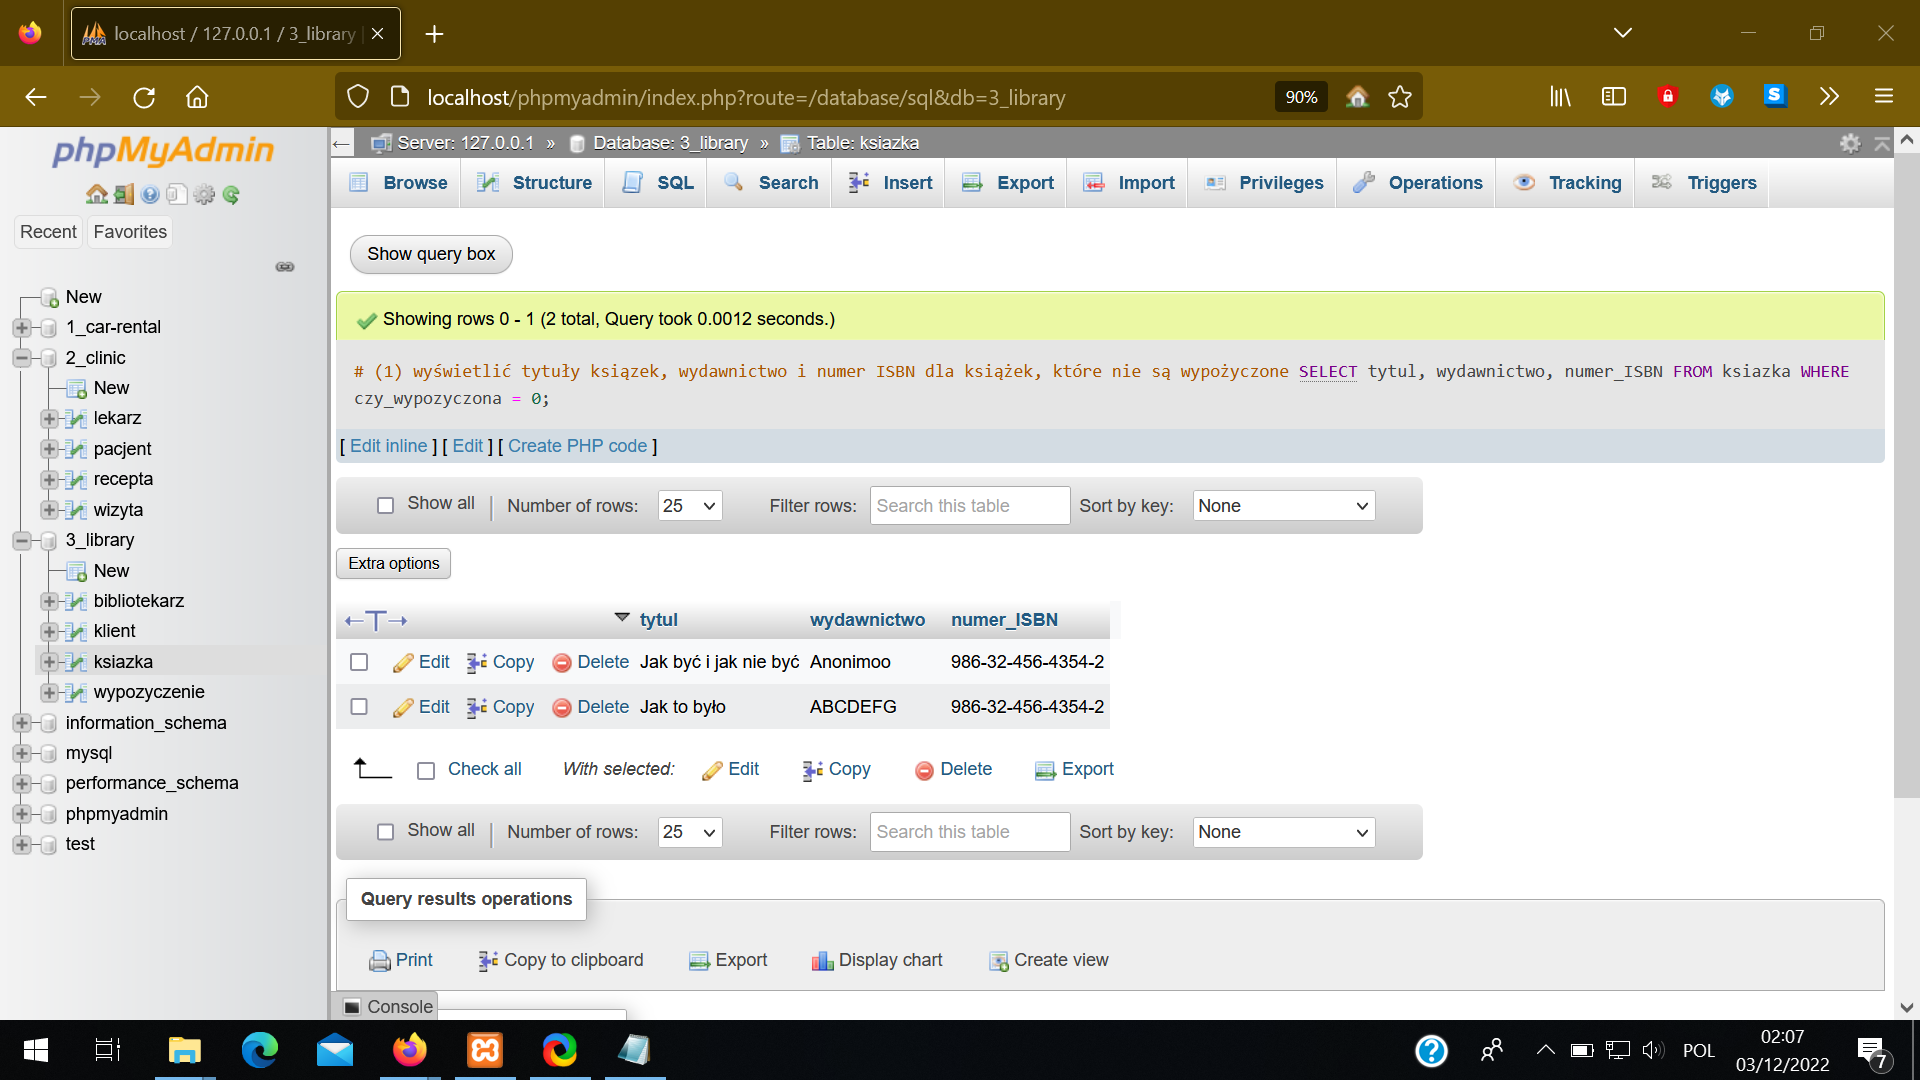 localhost / 127.0.0.1 / 3_library |
localhost/phpmyadmin/index.php?route=/database/sql&db=3_library
90%
phpMyAdmin
Recent
Favorites
New
1_car-rental
2_clinic
New
lekarz
pacjent
recepta
wizyta
3_library
New
bibliotekarz
klient
ksiazka
wypozyczenie
information_schema
mysql
performance_schema
phpmyadmin
test
Server: 127.0.0.1 » Database: 3_library » Table: ksiazka
Browse Structure SQL Search Insert Export Import Privileges Operations Tracking Triggers
Show query box
Showing rows 0 - 1 (2 total, Query took 0.0012 seconds.)
# (1) wyświetlić tytuły ksiązek, wydawnictwo i numer ISBN dla książek, które nie są wypożyczone SELECT tytul, wydawnictwo, numer_ISBN FROM ksiazka WHERE
czy_wypozyczona = 0;
[ Edit inline ] [ Edit ] [ Create PHP code ]
Show all | Number of rows: 25 Filter rows: Search this table Sort by key: None
Extra options
←T→ tytul wydawnictwo numer_ISBN
Edit Copy Delete Jak być i jak nie być Anonimoo 986-32-456-4354-2
Edit Copy Delete Jak to było ABCDEFG 986-32-456-4354-2
Check all With selected: Edit Copy Delete Export
Show all | Number of rows: 25 Filter rows: Search this table Sort by key: None
Query results operations
Print Copy to clipboard Export Display chart Create view
Console
POL
02:07
03/12/2022
7